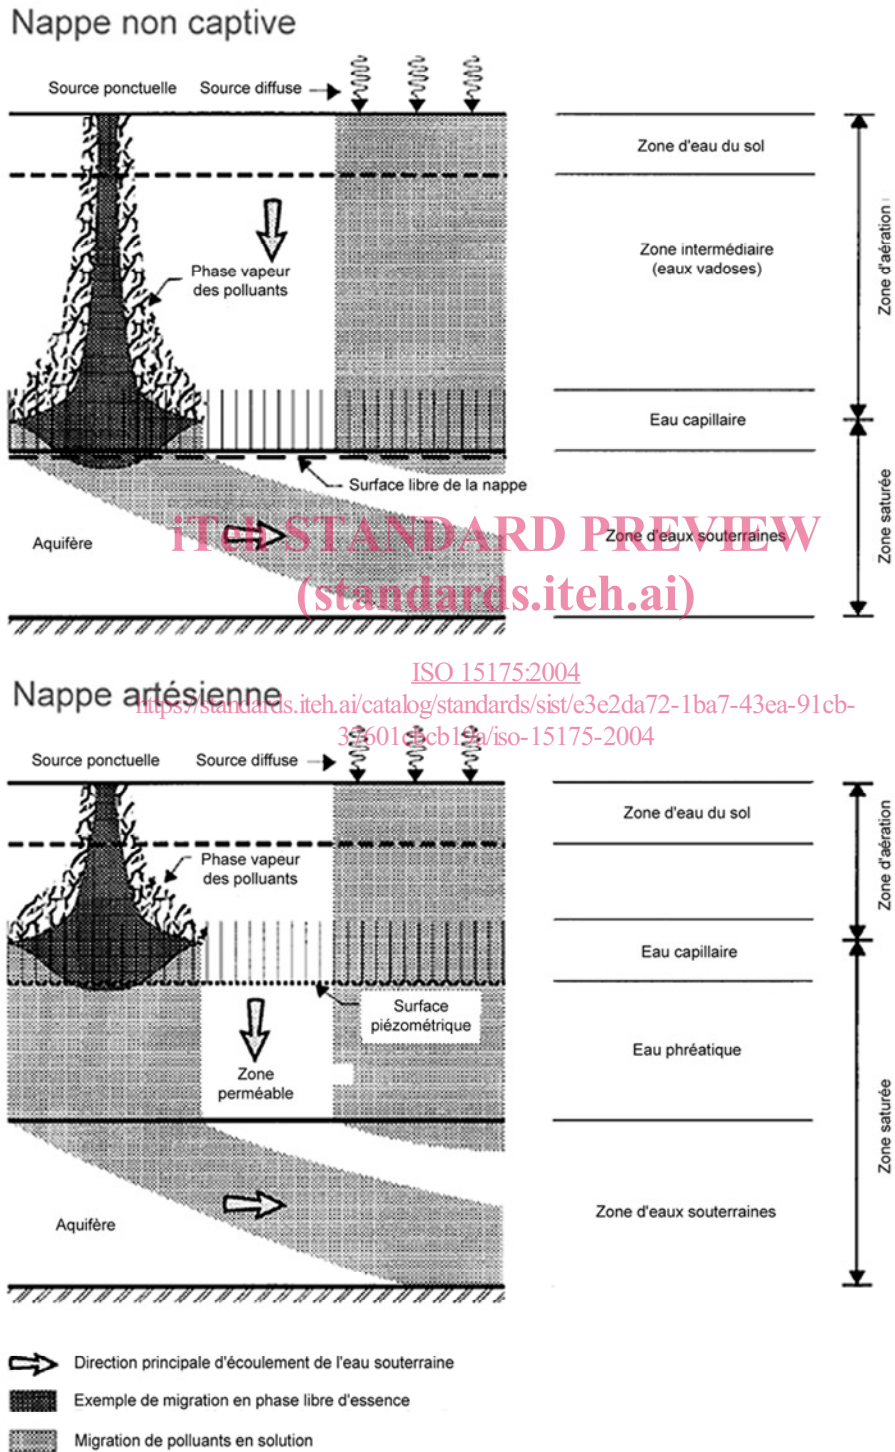 Nappe non captive
Source ponctuelle
Source diffuse
Zone d'eau du sol
Zone d'aération
Phase vapeur
des polluants
Zone intermédiaire
(eaux vadoses)
Eau capillaire
Surface libre de la nappe
Zone saturée
Aquifère
Zone d'eaux souterraines
iTeh STANDARD PREVIEW
(standards.iteh.ai)
ISO 15175:2004
Nappe artésienne
https://standards.iteh.ai/catalog/standards/sist/e3e2da72-1ba7-43ea-91cb-
/iso-15175-2004
Source ponctuelle
Source diffuse
Zone d'eau du sol
Zone d'aération
Phase vapeur
des polluants
Eau capillaire
Surface
piézométrique
Eau phréatique
Zone
perméable
Zone saturée
Aquifère
Zone d'eaux souterraines
Direction principale d'écoulement de l'eau souterraine
Exemple de migration en phase libre d'essence
Migration de polluants en solution